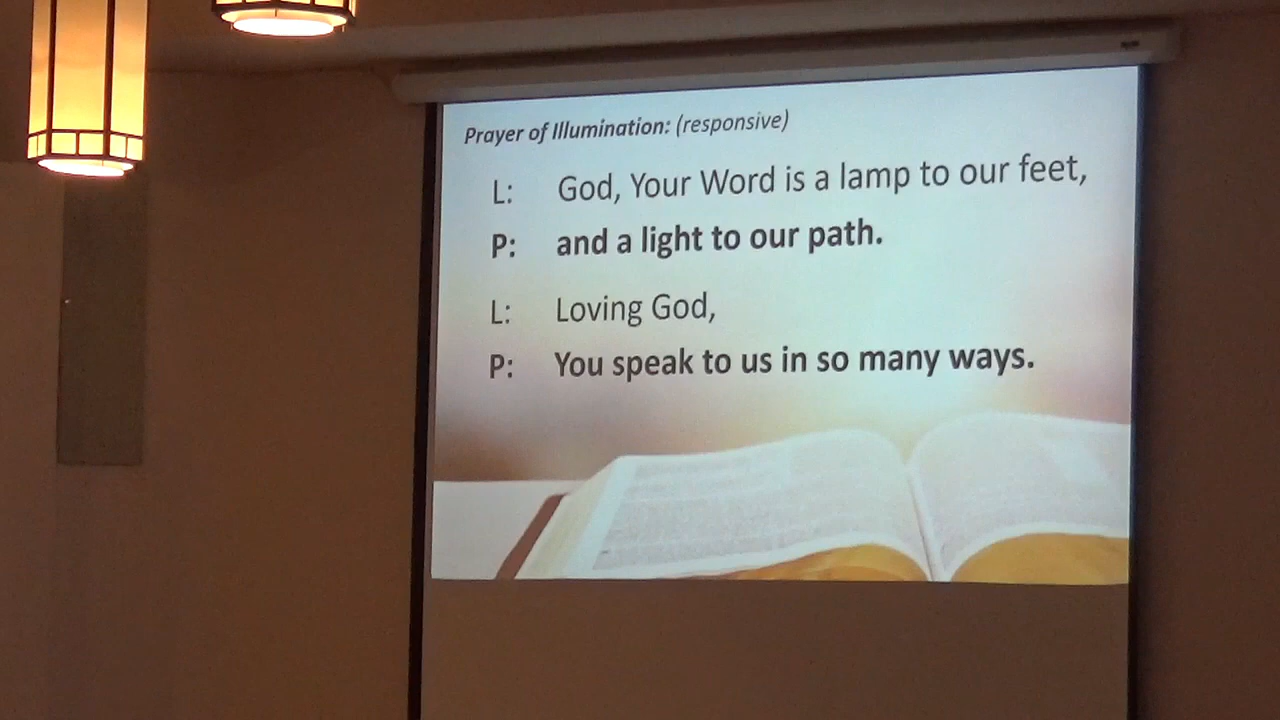 Prayer of Illumination: (responsive)
L: God, Your Word is a lamp to our feet,
P: and a light to our path.
L: Loving God,
P: You speak to us in so many ways.